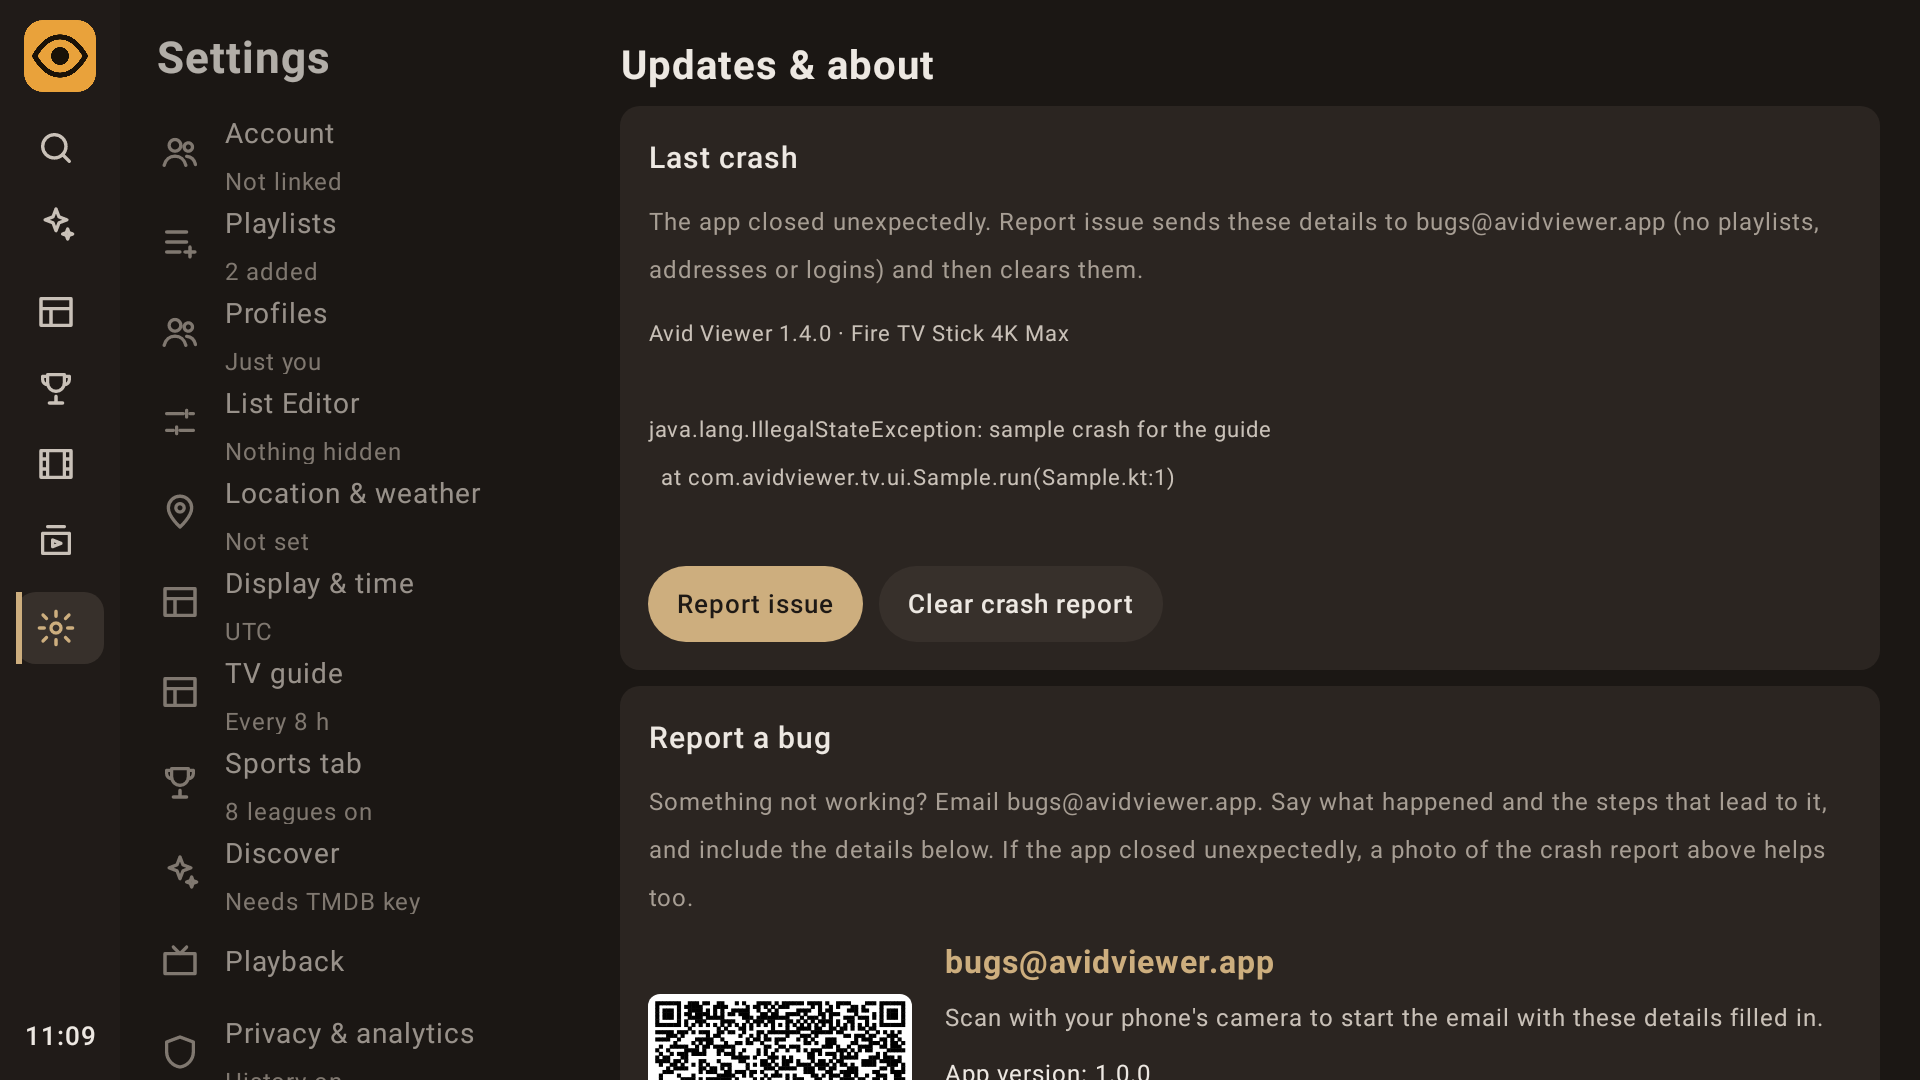 Settings
Account
Not linked
Playlists
2 added
Profiles
Just you
List Editor
Nothing hidden
Location & weather
Not set
Display & time
UTC
TV guide
Every 8 h
Sports tab
8 leagues on
Discover
Needs TMDB key
Playback
Privacy & analytics
History on
11:09
Updates & about
Last crash
The app closed unexpectedly. Report issue sends these details to bugs@avidviewer.app (no playlists,
addresses or logins) and then clears them.
Avid Viewer 1.4.0 · Fire TV Stick 4K Max
java.lang.IllegalStateException: sample crash for the guide
at com.avidviewer.tv.ui.Sample.run(Sample.kt:1)
Report issue
Clear crash report
Report a bug
Something not working? Email bugs@avidviewer.app. Say what happened and the steps that lead to it,
and include the details below. If the app closed unexpectedly, a photo of the crash report above helps
too.
bugs@avidviewer.app
Scan with your phone's camera to start the email with these details filled in.
App version: 1.0.0